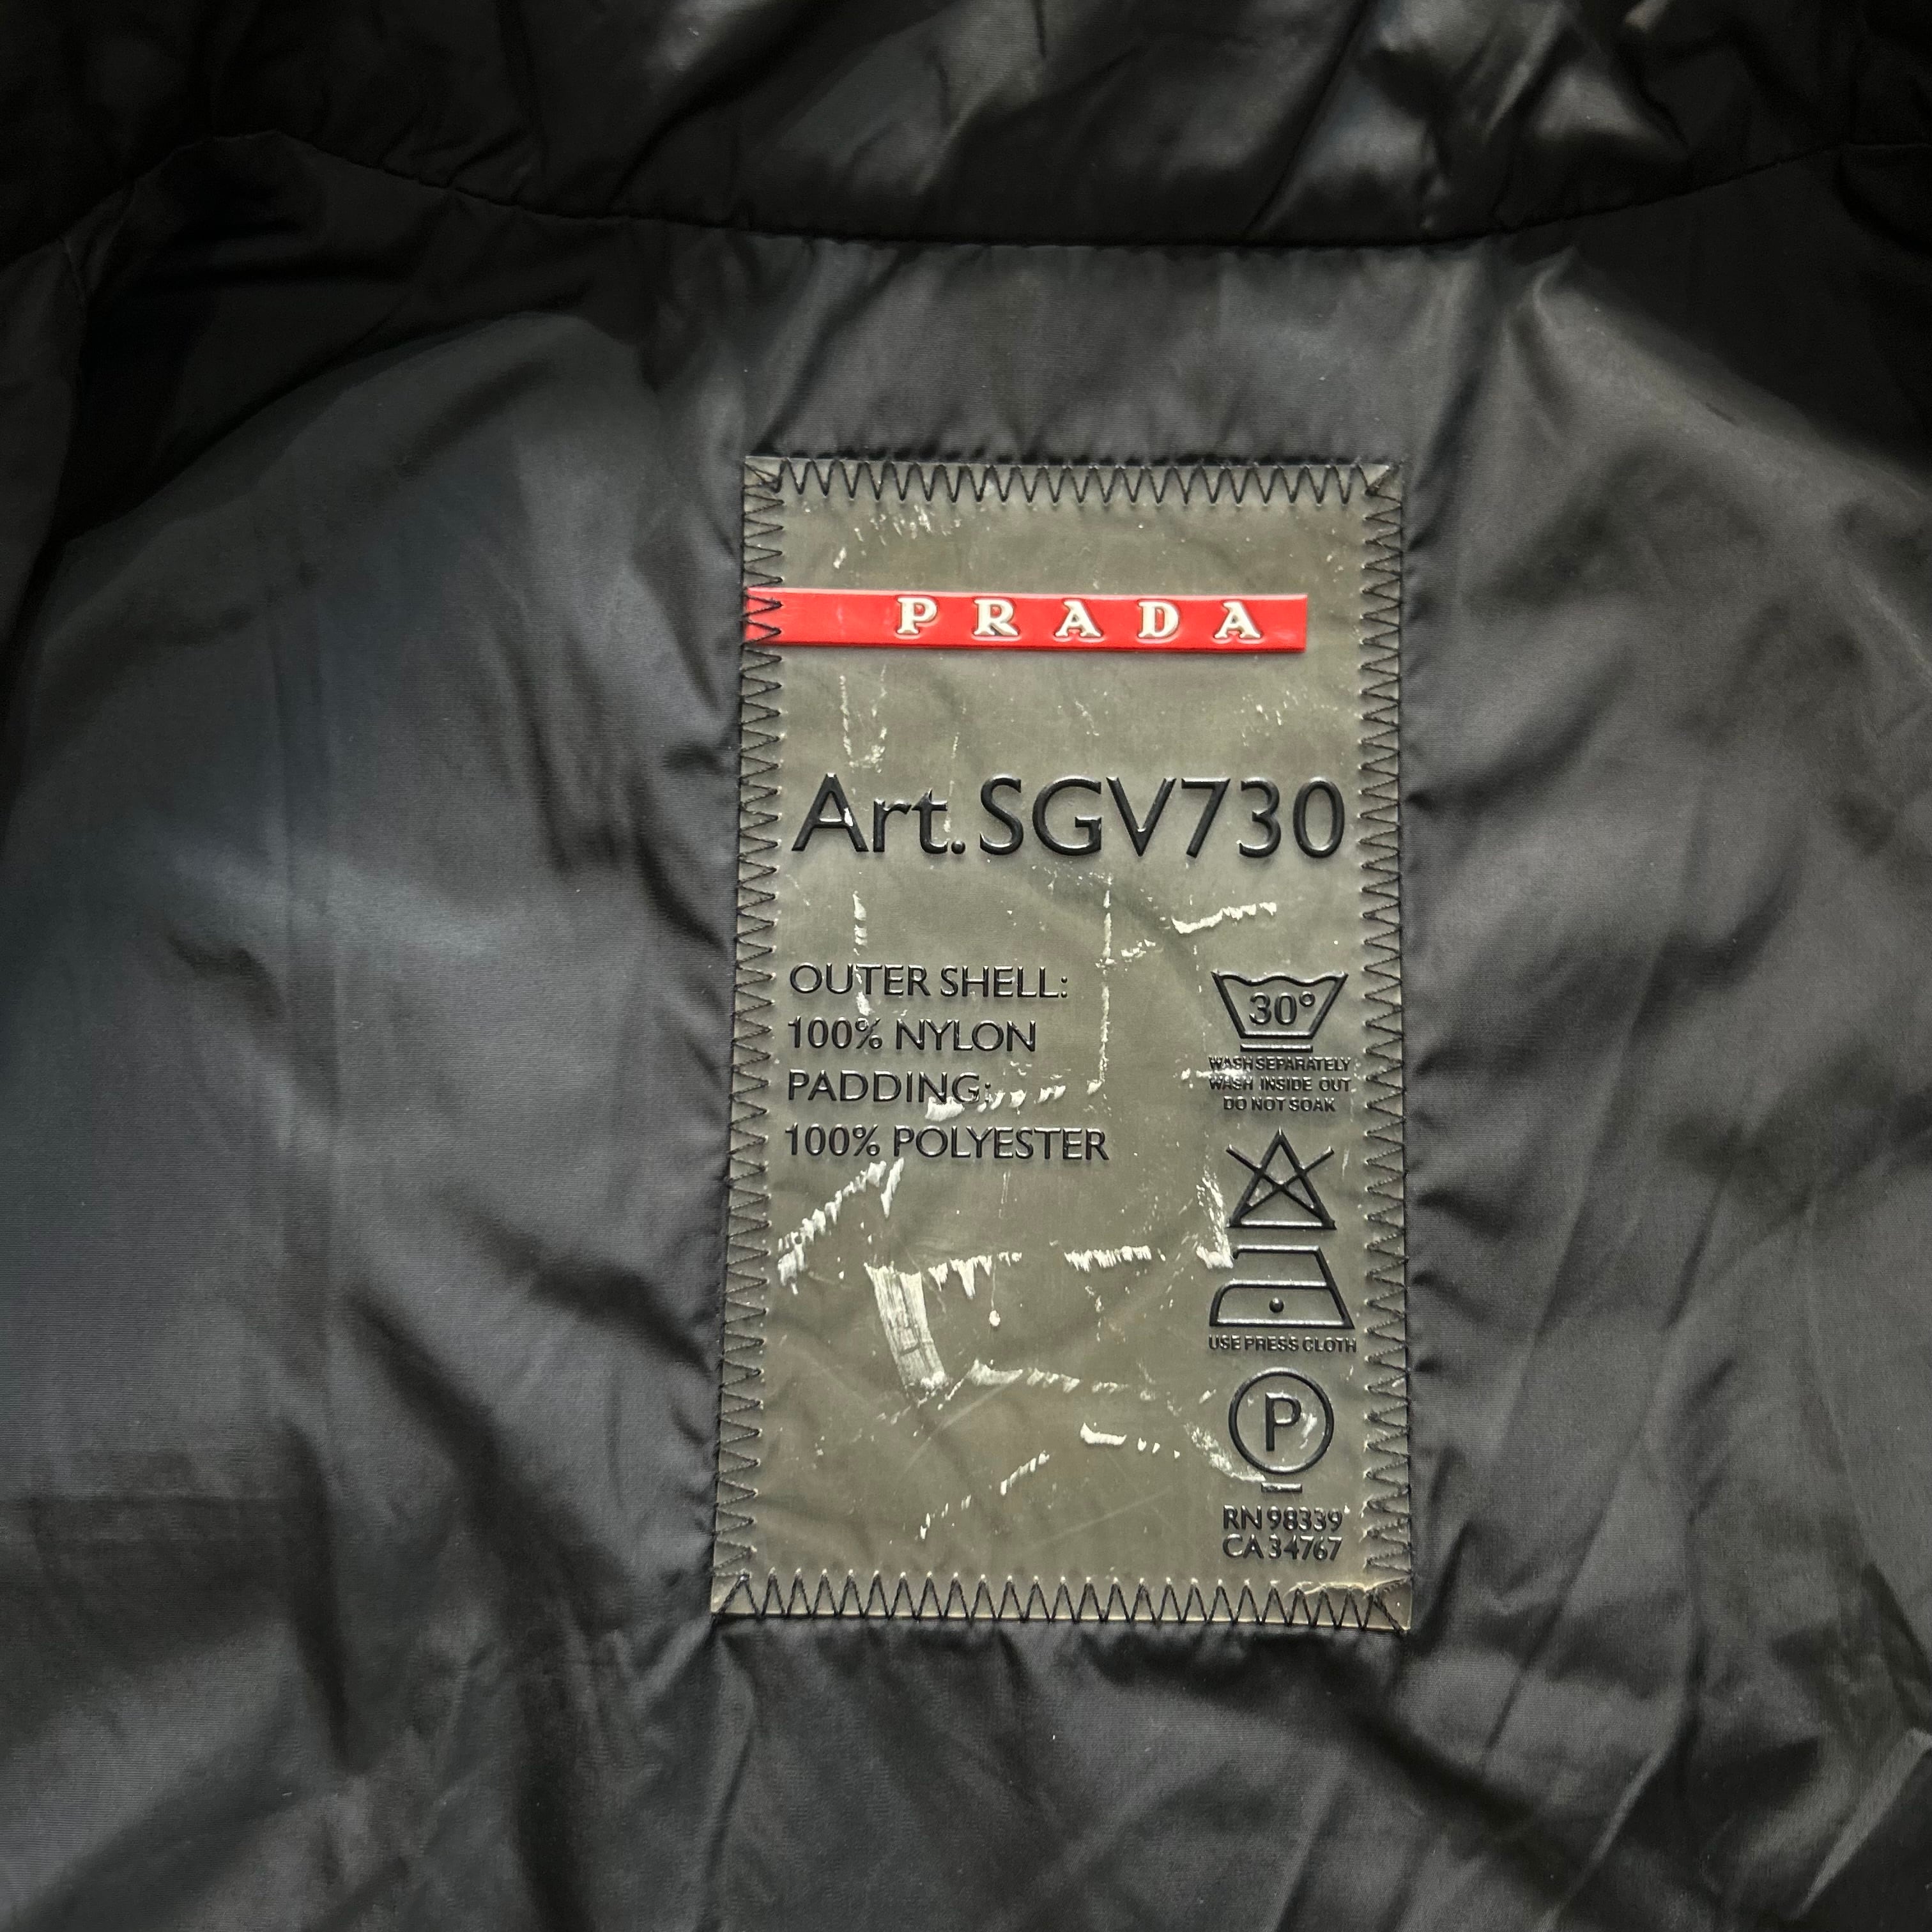 PRADA
Art.SGV730
OUTER SHELL:
100% NYLON
PADDING:
100% POLYESTER
30°
WASH SEPARATELY
WASH INSIDE OUT
DO NOT SOAK
USE PRESS CLOTH
P
RN 98339
CA 34767